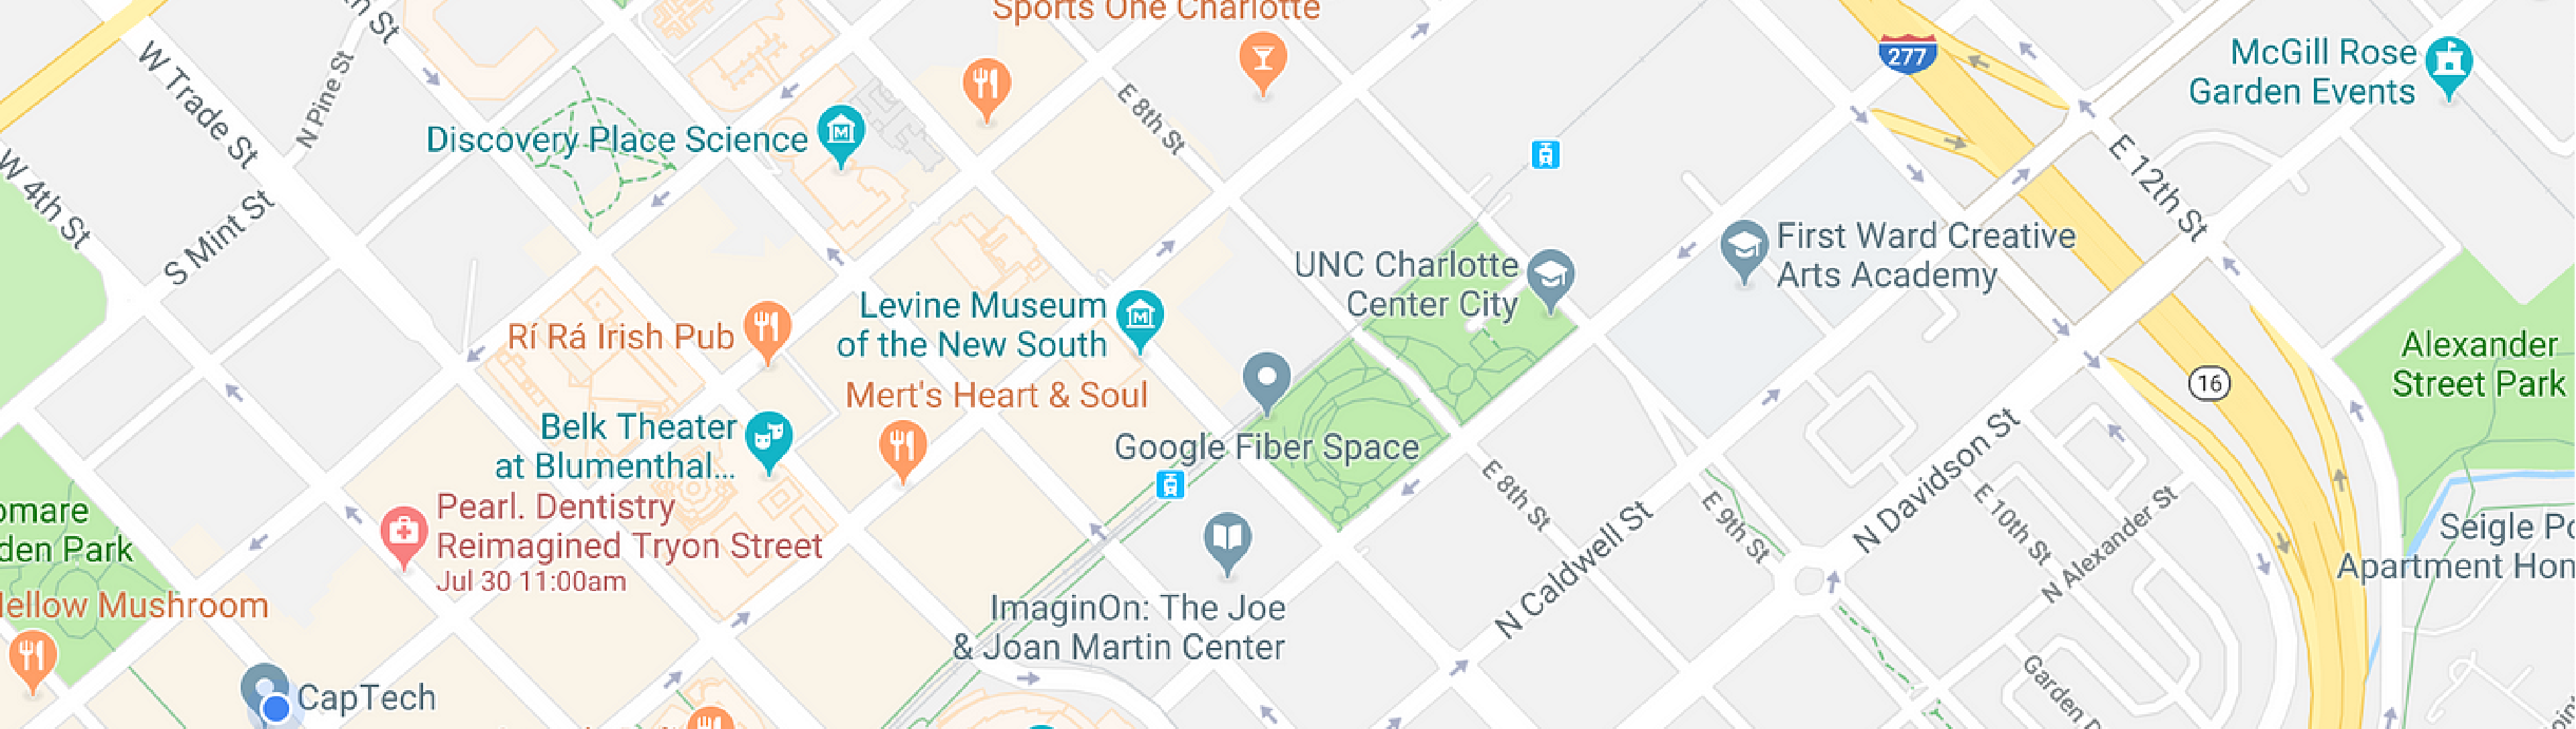 Sports One Charlotte
W Trade St
N Pine St
W 4th St
S Mint St
Discovery Place Science
E 8th St
277
McGill Rose
Garden Events
E 12th St
First Ward Creative
Arts Academy
UNC Charlotte
Center City
Levine Museum
of the New South
Rí Rá Irish Pub
Mert's Heart & Soul
Belk Theater
at Blumenthal...
Google Fiber Space
Alexander
Street Park
16
Pearl. Dentistry
Reimagined Tryon Street
Jul 30 11:00am
E 8th St
E 9th St
N Caldwell St
N Davidson St
E 10th St
N Alexander St
Seigle
Apartment
den Park
Mushroom
ImaginOn: The Joe
& Joan Martin Center
CapTech
Garden